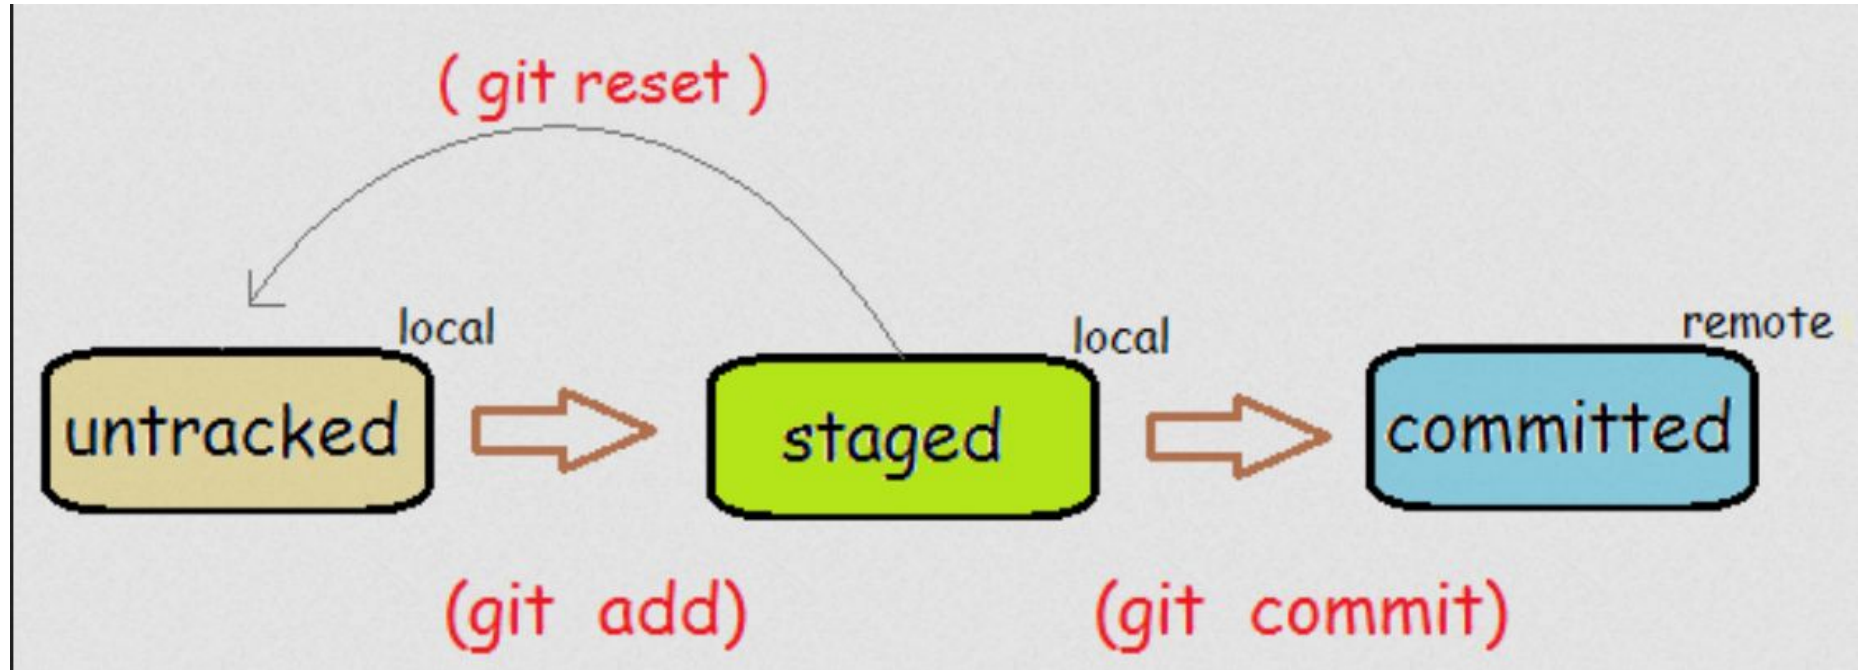 ( git reset )
local
local
remote
untracked
staged
committed
(git add)
(git commit)